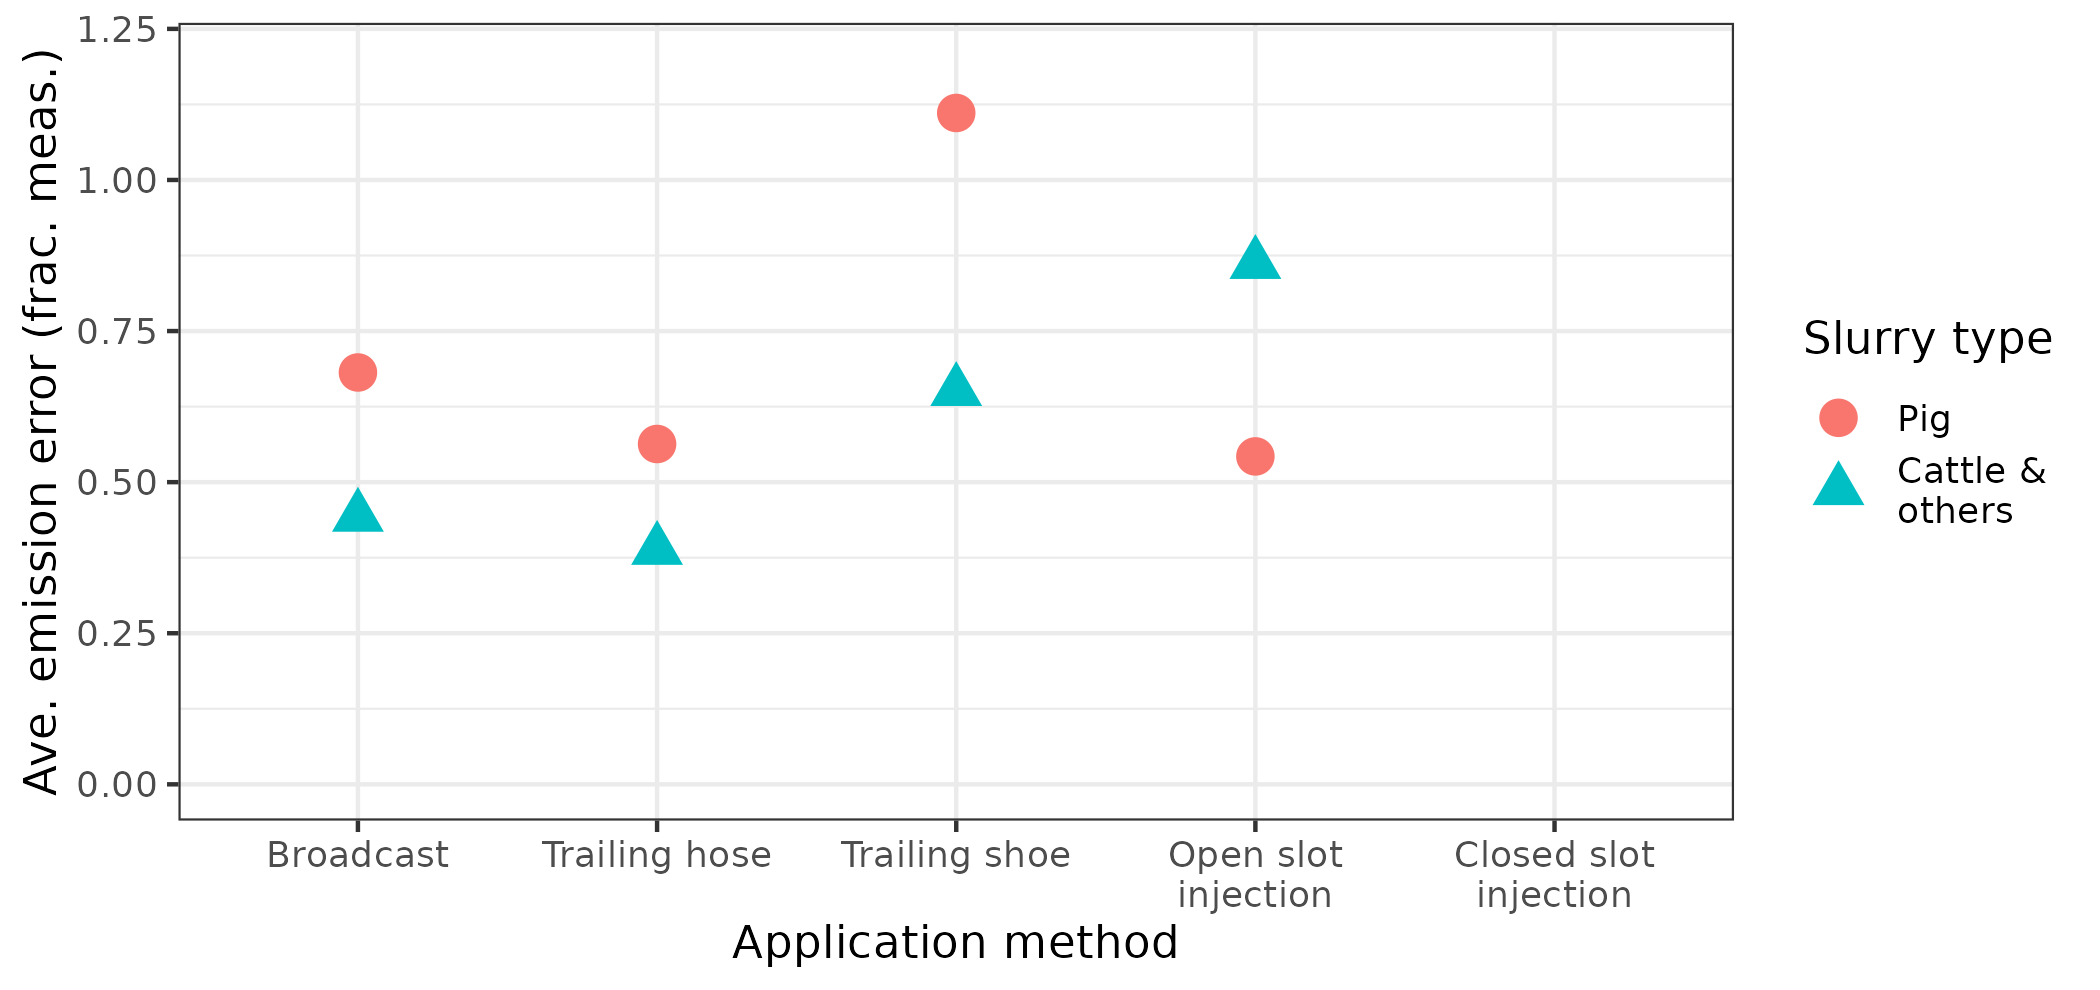 Ave. emission error (frac. meas.)
1.25
1.00
0.75
0.50
0.25
0.00
Broadcast
Trailing hose
Trailing shoe
Open slot
injection
Closed slot
injection
Application method
Slurry type
Pig
Cattle &
others